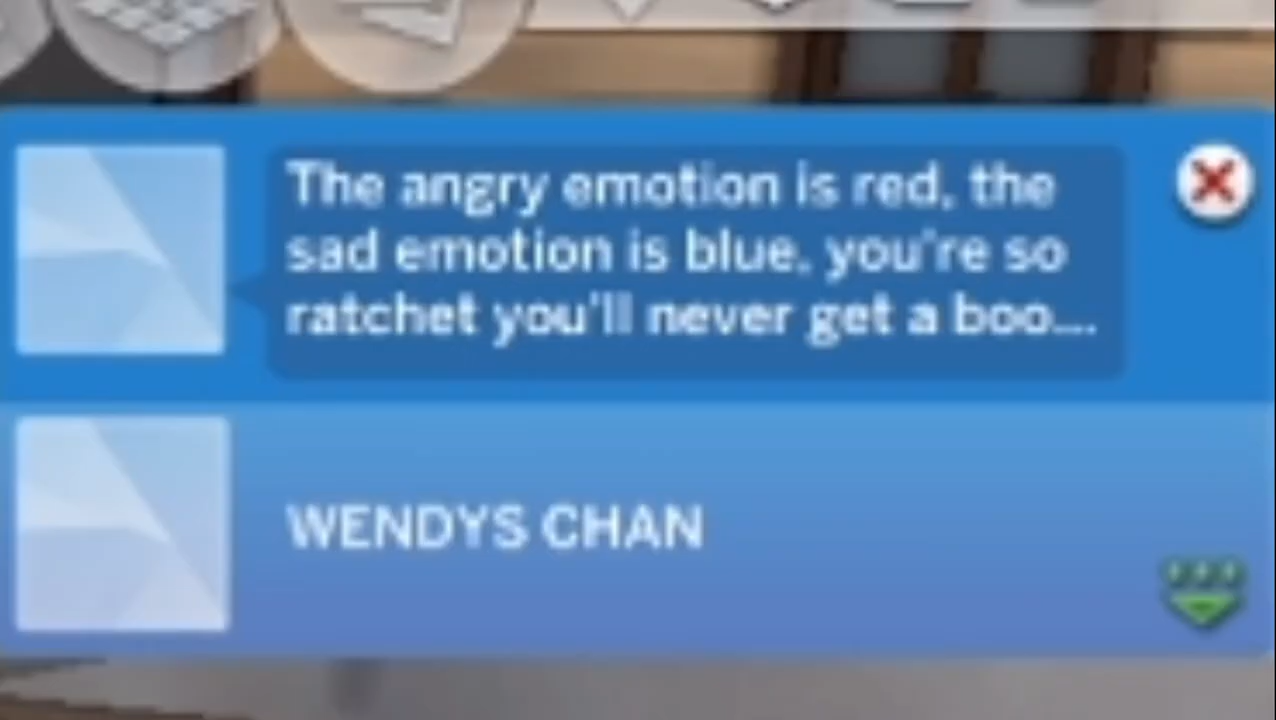 The angry emotion is red, the
sad emotion is blue, you're so
ratchet you'll never get a boo...
WENDYS CHAN